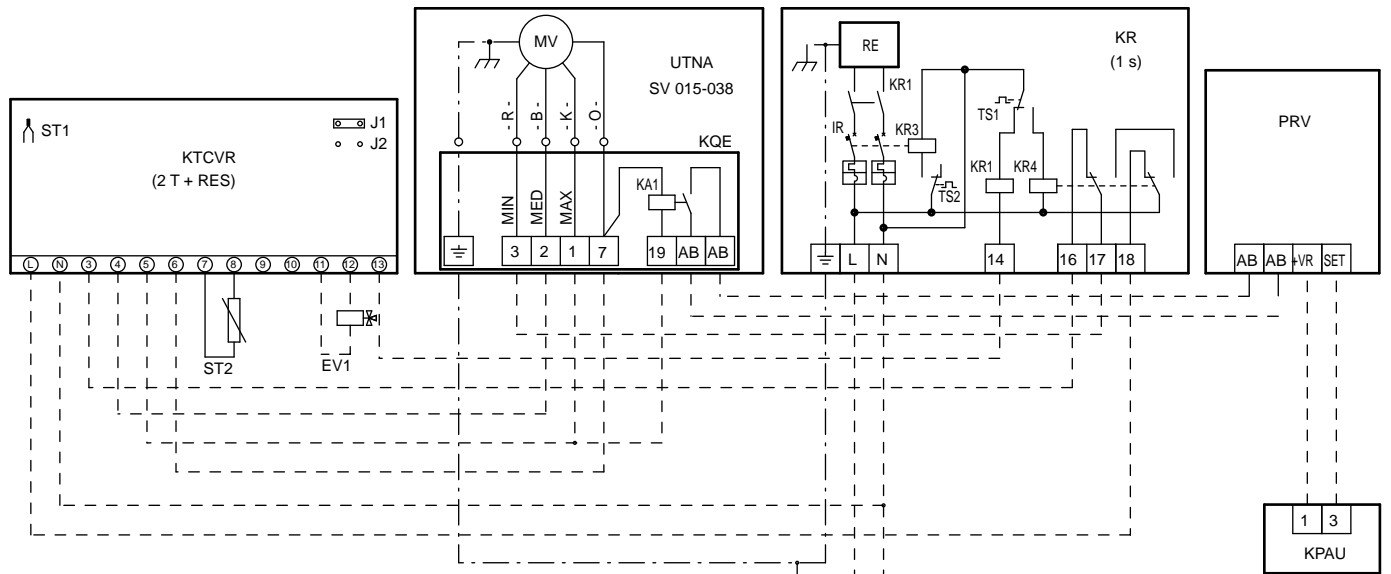 ST1
J1
J2
KTCVR
(2 T + RES)
L N 3 4 5 6 7 8 9 10 11 12 13
ST2
EV1
MV
UTNA
SV 015-038
- R -
- B -
- K -
- O -
KQE
MIN
MED
MAX
KA1
3 2 1 7 19 AB AB
RE
KR
(1 s)
KR1
IR
KR3
TS1
TS2
KR1
KR4
L N 14 16 17 18
PRV
AB AB +VR SET
1 3
KPAU